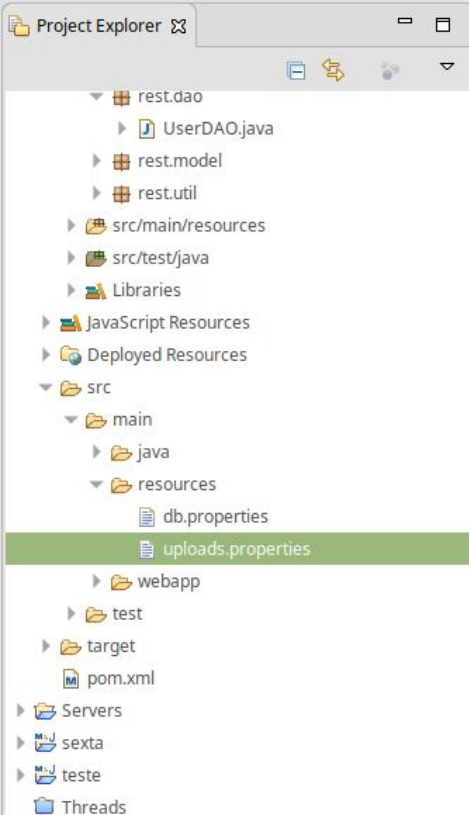 Project Explorer
rest.dao
UserDAO.java
rest.model
rest.util
src/main/resources
src/test/java
Libraries
JavaScript Resources
Deployed Resources
src
main
java
resources
db.properties
uploads.properties
webapp
test
target
pom.xml
Servers
sexta
teste
Threads